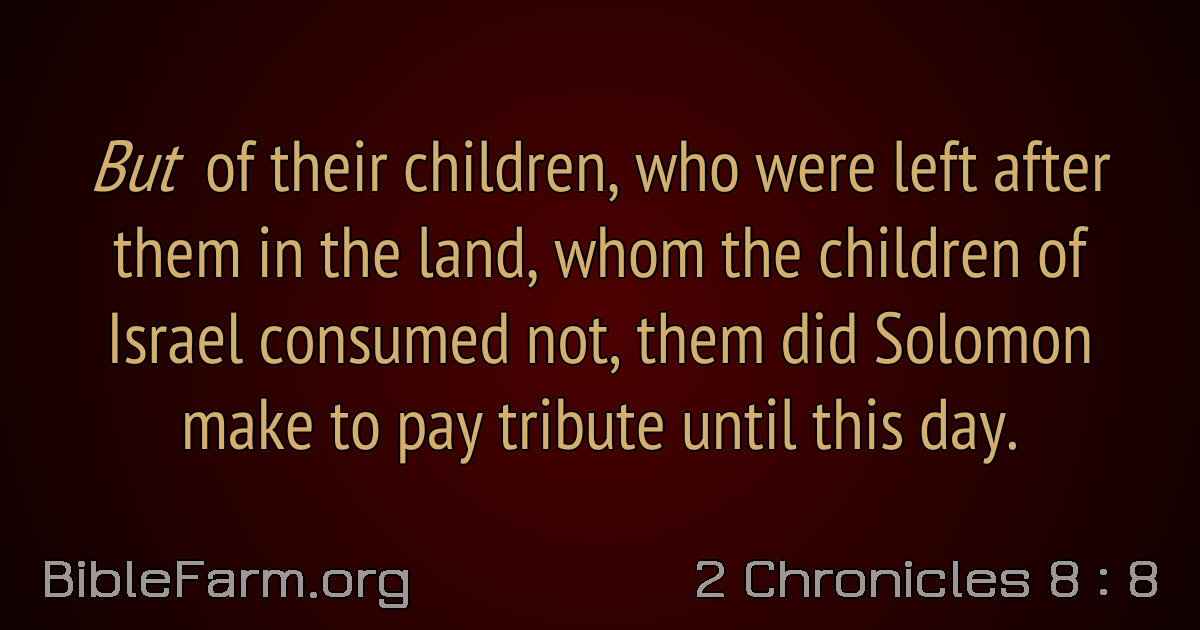 But of their children, who were left after
them in the land, whom the children of
Israel consumed not, them did Solomon
make to pay tribute until this day.
BibleFarm.org
2 Chronicles 8 : 8